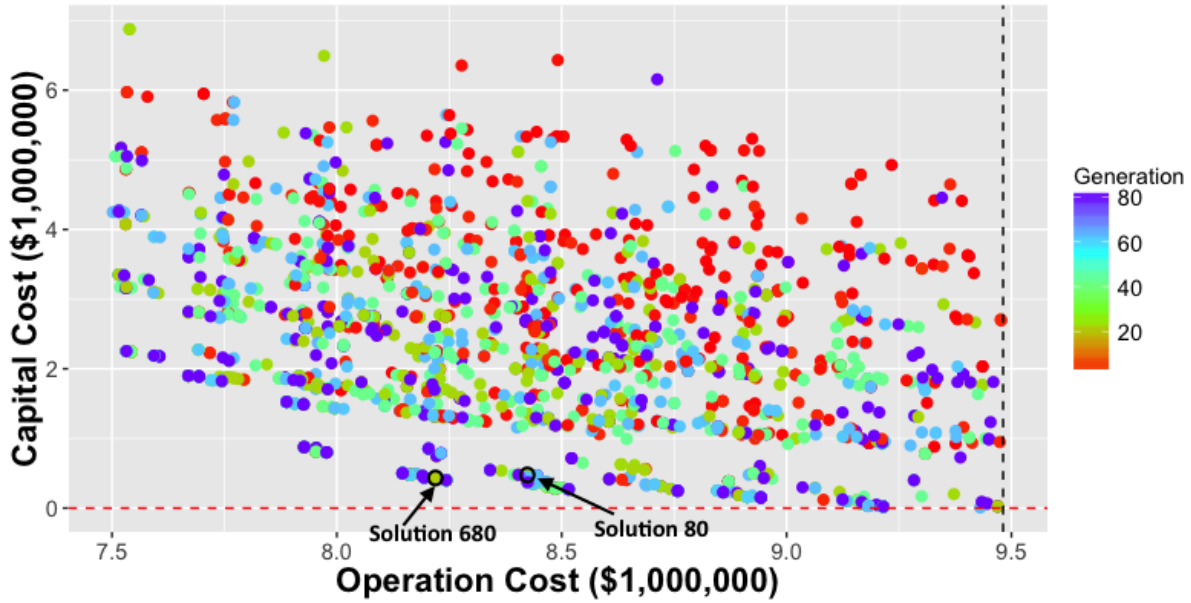 Capital Cost ($1,000,000)
6
4
2
0
7.5
8.0
8.5
9.0
9.5
Operation Cost ($1,000,000)
Solution 680
Solution 80
Generation
80
60
40
20